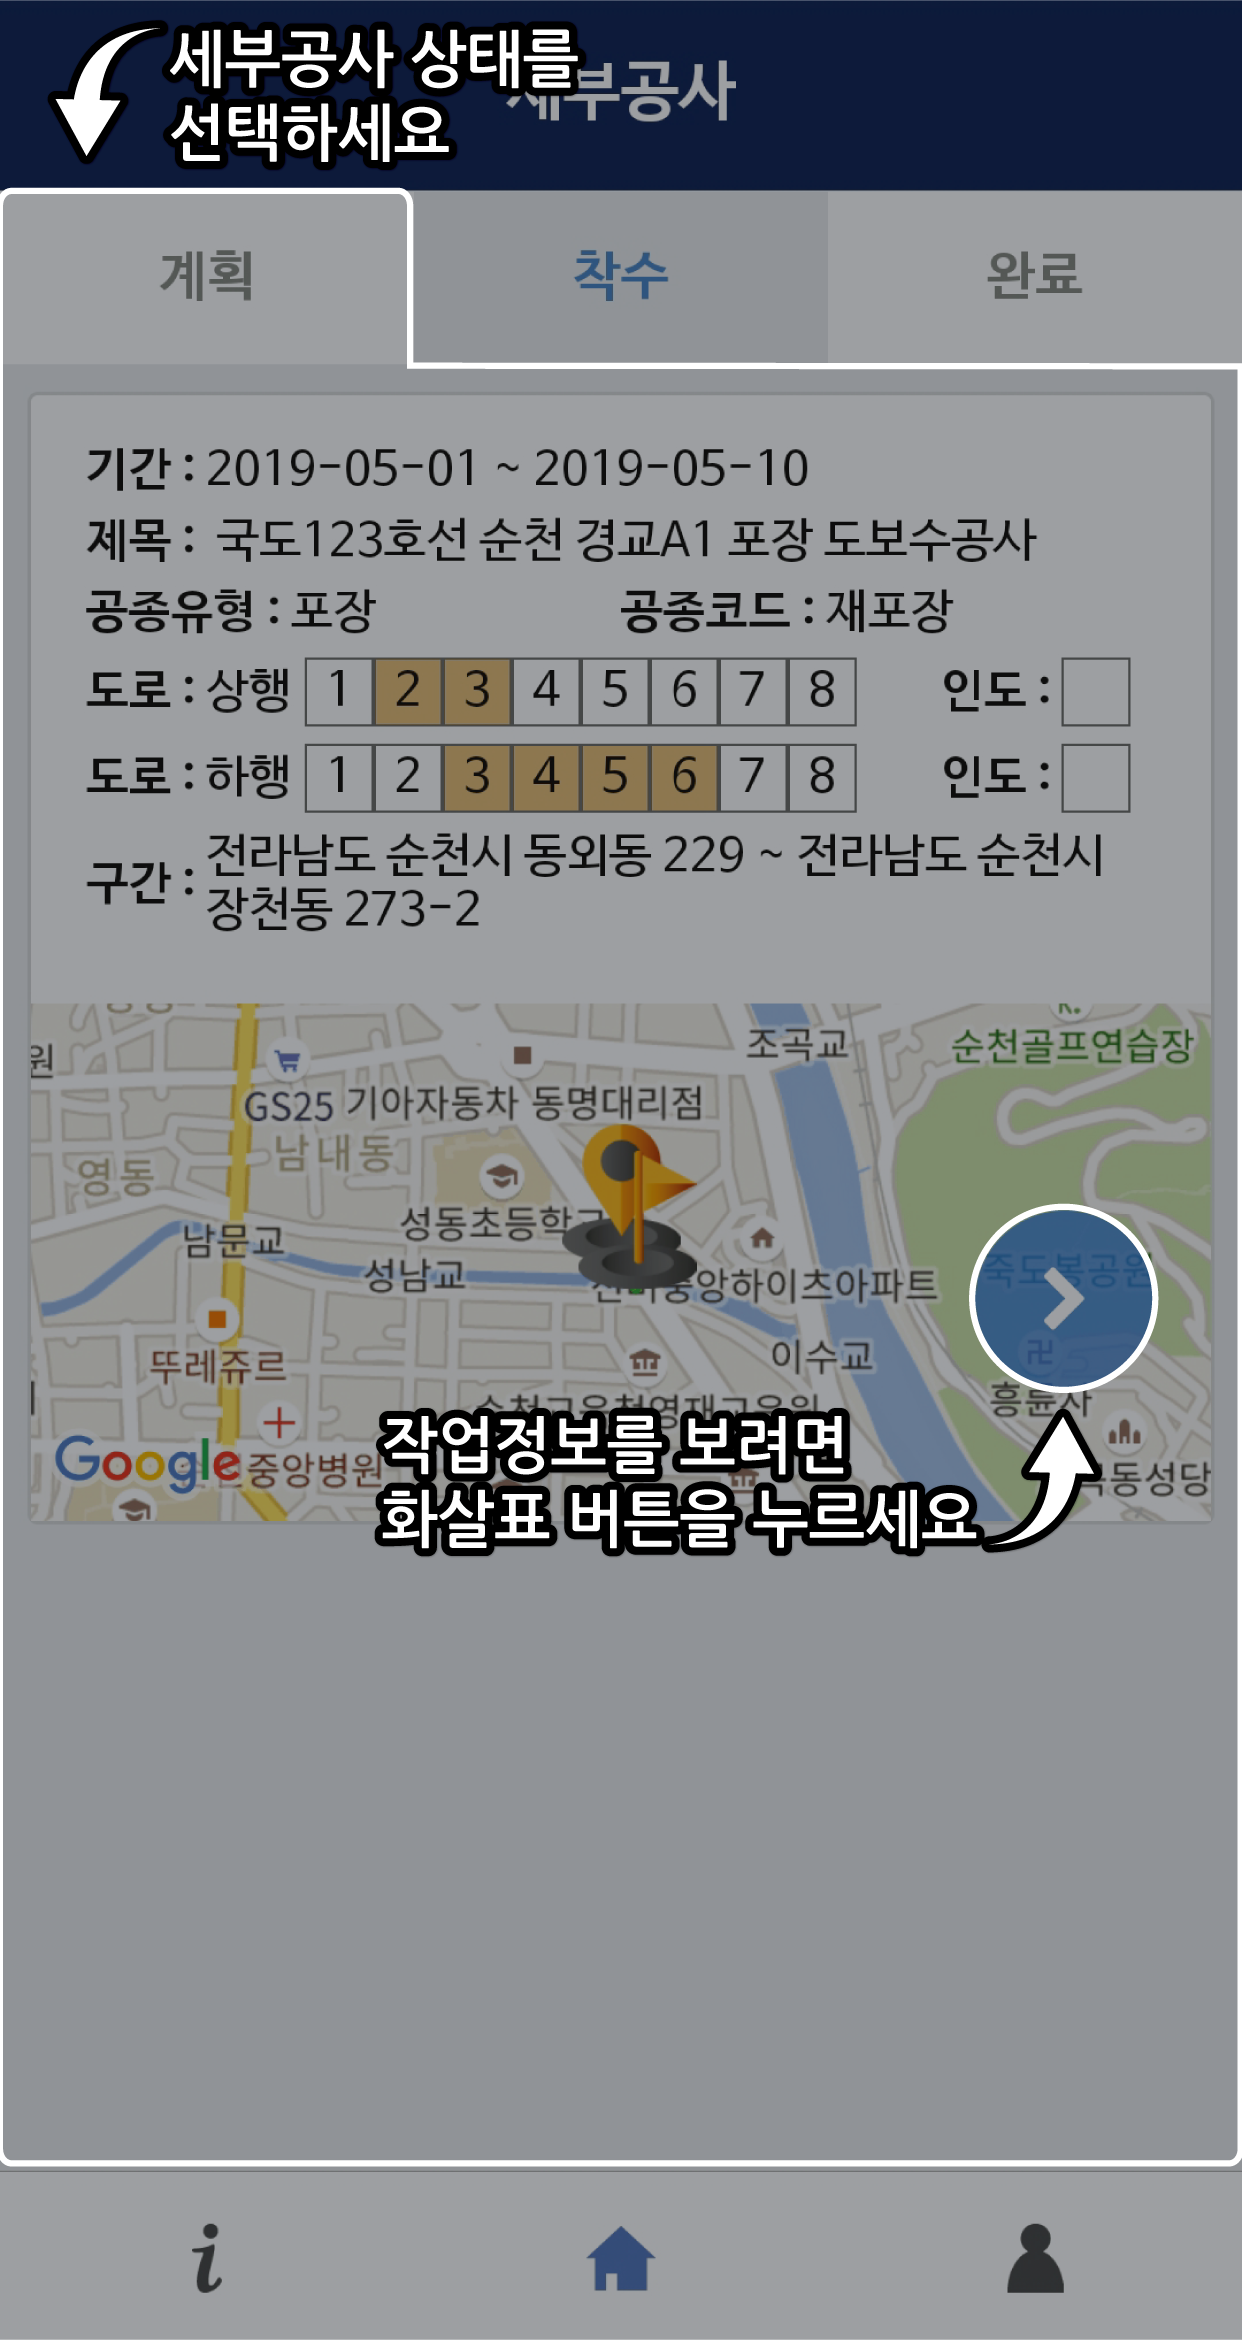 세부공사 상태를
선택하세요
세부공사
계획 착수 완료
기간 : 2019-05-01 ~ 2019-05-10
제목 : 국도123호선 순천 경교A1 포장 도보수공사
공종유형 : 포장 공종코드 : 재포장
도로 : 상행 1 2 3 4 5 6 7 8 인도 :
도로 : 하행 1 2 3 4 5 6 7 8 인도 :
구간 : 전라남도 순천시 동외동 229 ~ 전라남도 순천시
장천동 273-2
조곡교
순천골프연습장
원
GS25 기아자동차 동명대리점
남내동
영동
성동초등학교
남문교
성남교
중앙하이츠아파트
죽도봉공원
이수교
뚜레쥬르
흥륜사
Google
중앙병원
동성당
작업정보를 보려면
화살표 버튼을 누르세요